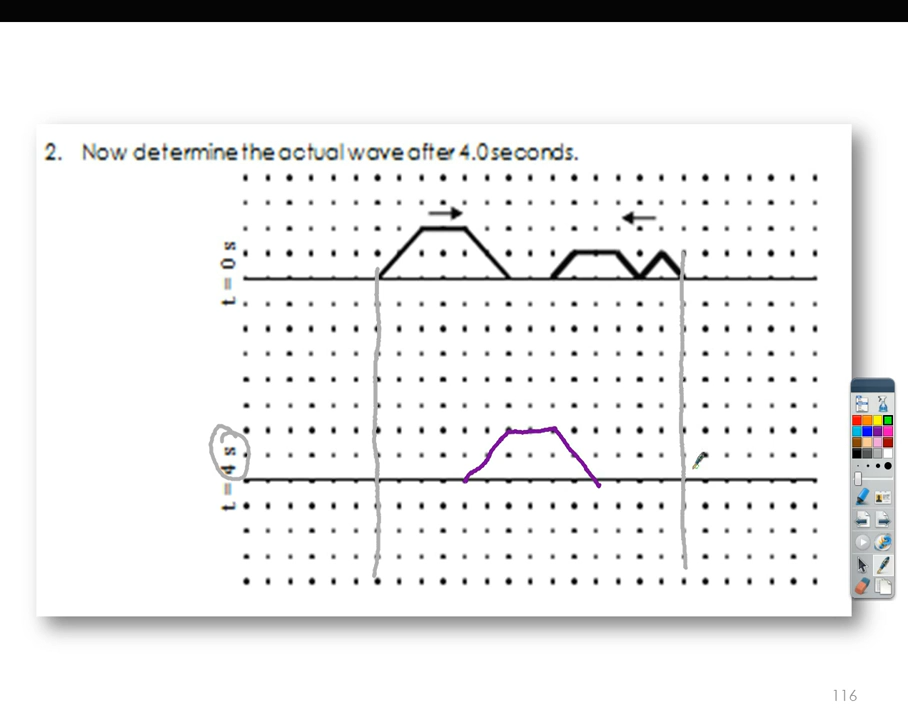 2. Now determine the actual wave after 4.0 seconds.
t = 0 s
t = 4 s
116